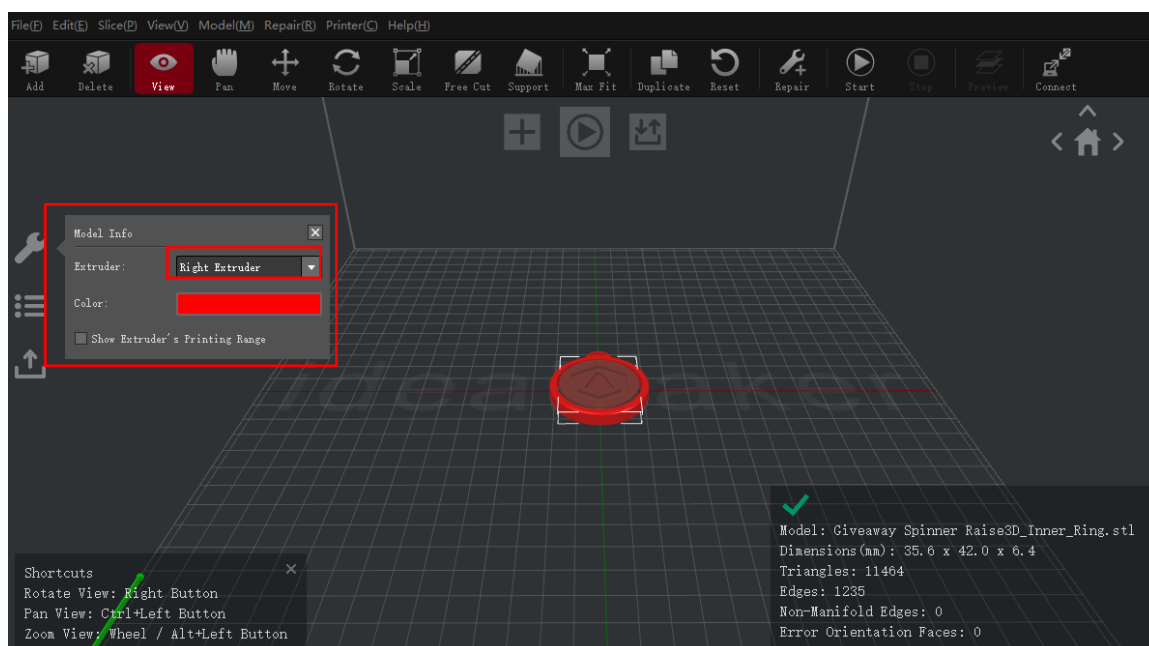 File(F) Edit(E) Slice(P) View(V) Model(M) Repair(R) Printer(C) Help(H)
Add Delete View Pan Move Rotate Scale Free Cut Support Max Fit Duplicate Reset Repair Start Stop Preview Connect
Model Info
Extruder: Right Extruder
Color:
Show Extruder's Printing Range
ideaMaker
Model: Giveaway Spinner Raise3D_Inner_Ring.stl
Dimensions(mm): 35.6 x 42.0 x 6.4
Triangles: 11464
Edges: 1235
Non-Manifold Edges: 0
Error Orientation Faces: 0
Shortcuts
Rotate View: Right Button
Pan View: Ctrl+Left Button
Zoom View: Wheel / Alt+Left Button